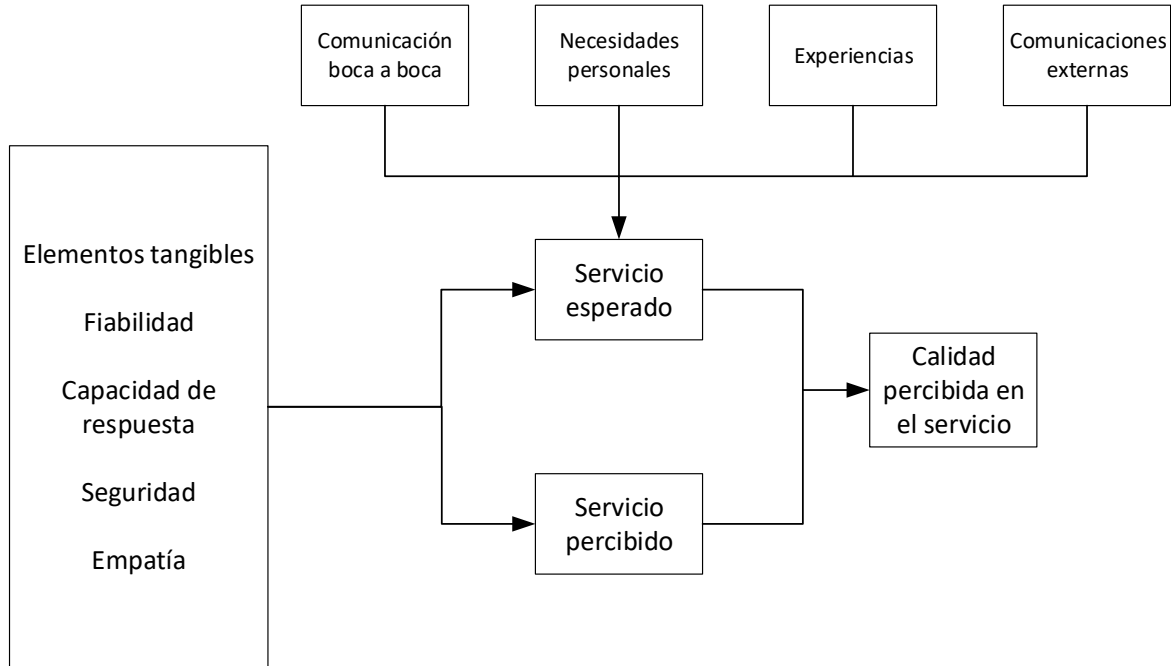 Comunicación
boca a boca
Necesidades
personales
Experiencias
Comunicaciones
externas
Elementos tangibles
Fiabilidad
Capacidad de
respuesta
Seguridad
Empatía
Servicio
esperado
Servicio
percibido
Calidad
percibida en
el servicio